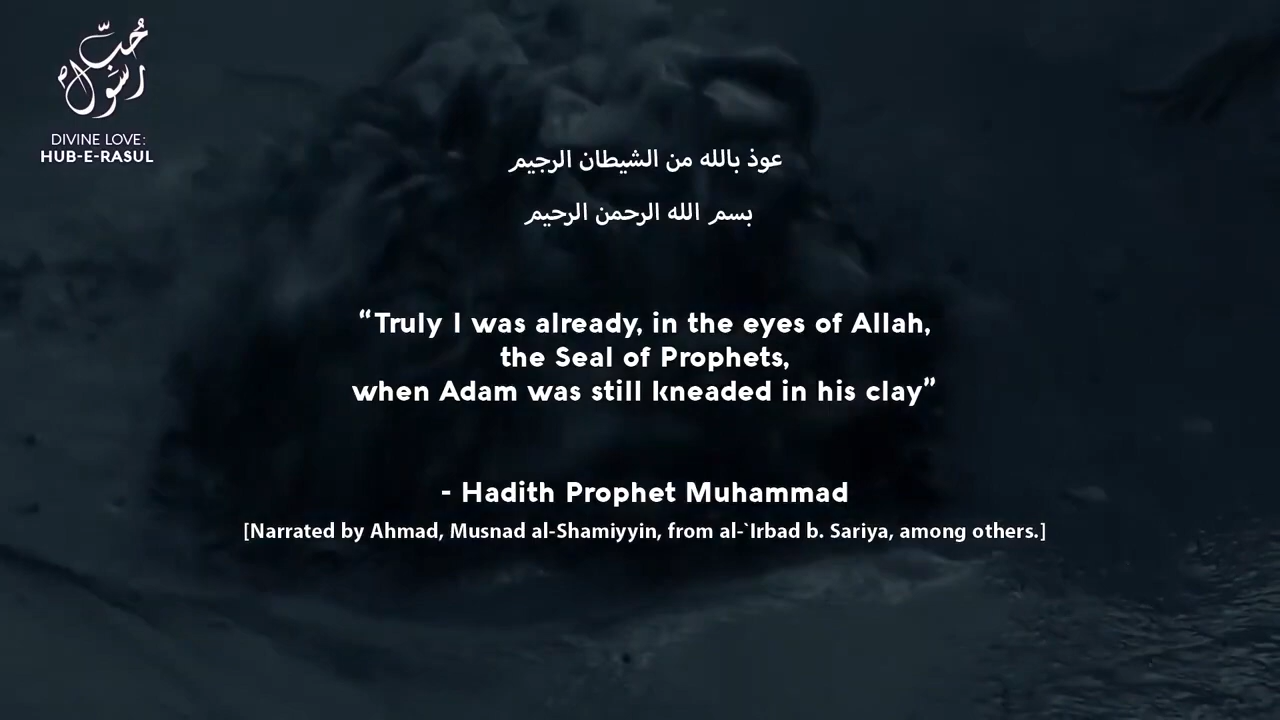 حُبّ
رسول
DIVINE LOVE:
HUB-E-RASUL
عوذ بالله من الشيطان الرجيم
بسم الله الرحمن الرحيم
“Truly I was already, in the eyes of Allah,
the Seal of Prophets,
when Adam was still kneaded in his clay”
- Hadith Prophet Muhammad
[Narrated by Ahmad, Musnad al-Shamiyyin, from al-`Irbad b. Sariya, among others.]